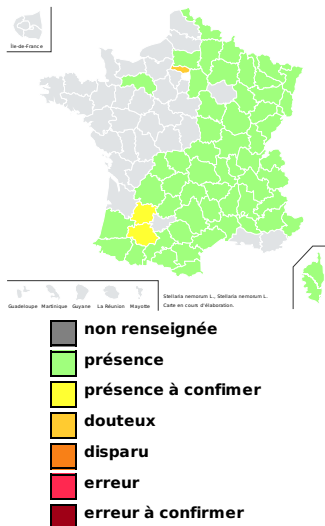 Île-de-France
Guadeloupe Martinique Guyane La Réunion Mayotte
Stellaria nemorum L., Stellaria nemorum L.
Carte en cours d'élaboration.
non renseignée
présence
présence à confimer
douteux
disparu
erreur
erreur à confirmer